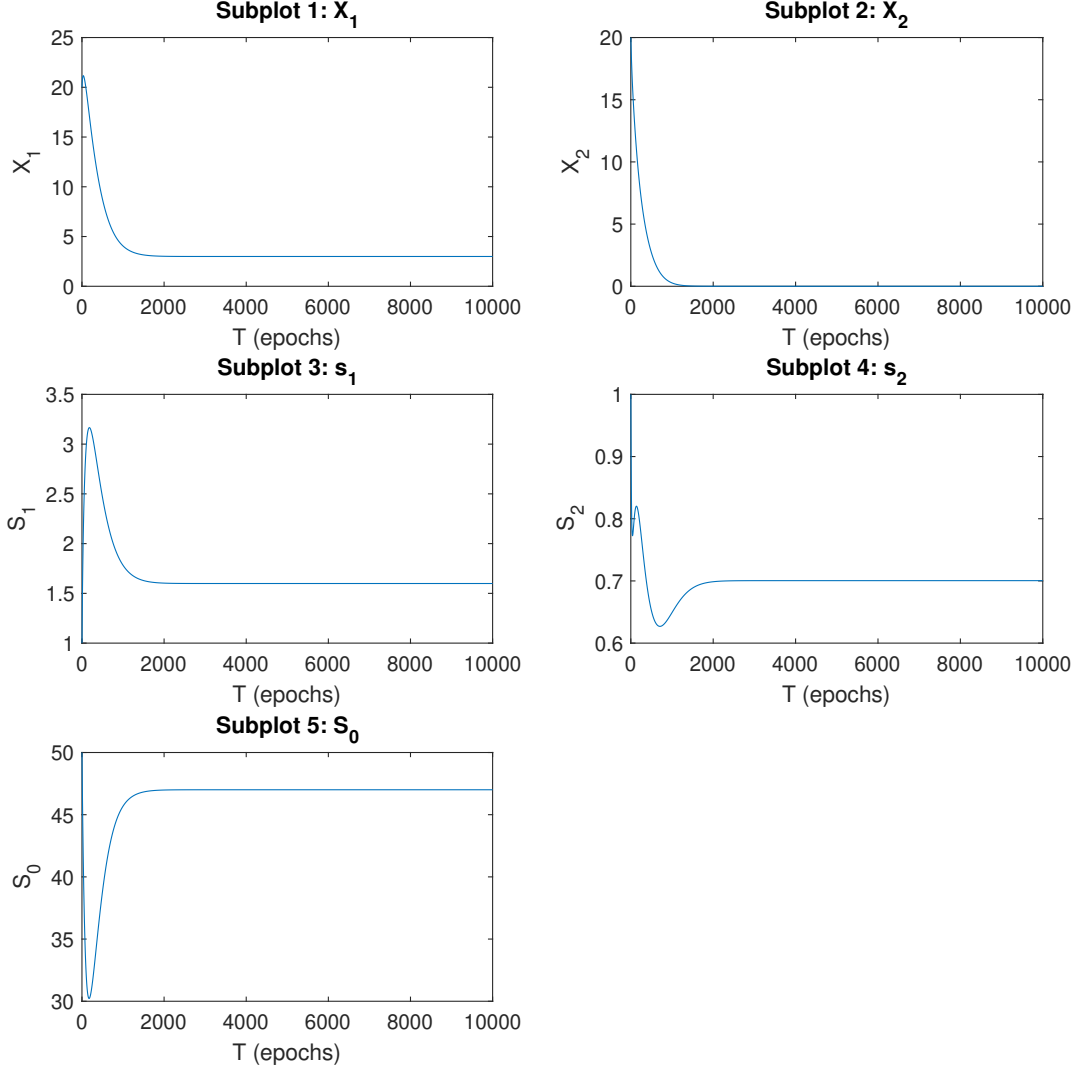 Subplot 1: X₁
25
20
15
10
5
0
X₁
0 2000 4000 6000 8000 10000
T (epochs)
Subplot 2: X₂
20
15
10
5
0
X₂
0 2000 4000 6000 8000 10000
T (epochs)
Subplot 3: s₁
3.5
3
2.5
2
1.5
1
S₁
0 2000 4000 6000 8000 10000
T (epochs)
Subplot 4: s₂
1
0.9
0.8
0.7
0.6
S₂
0 2000 4000 6000 8000 10000
T (epochs)
Subplot 5: S₀
50
45
40
35
30
S₀
0 2000 4000 6000 8000 10000
T (epochs)